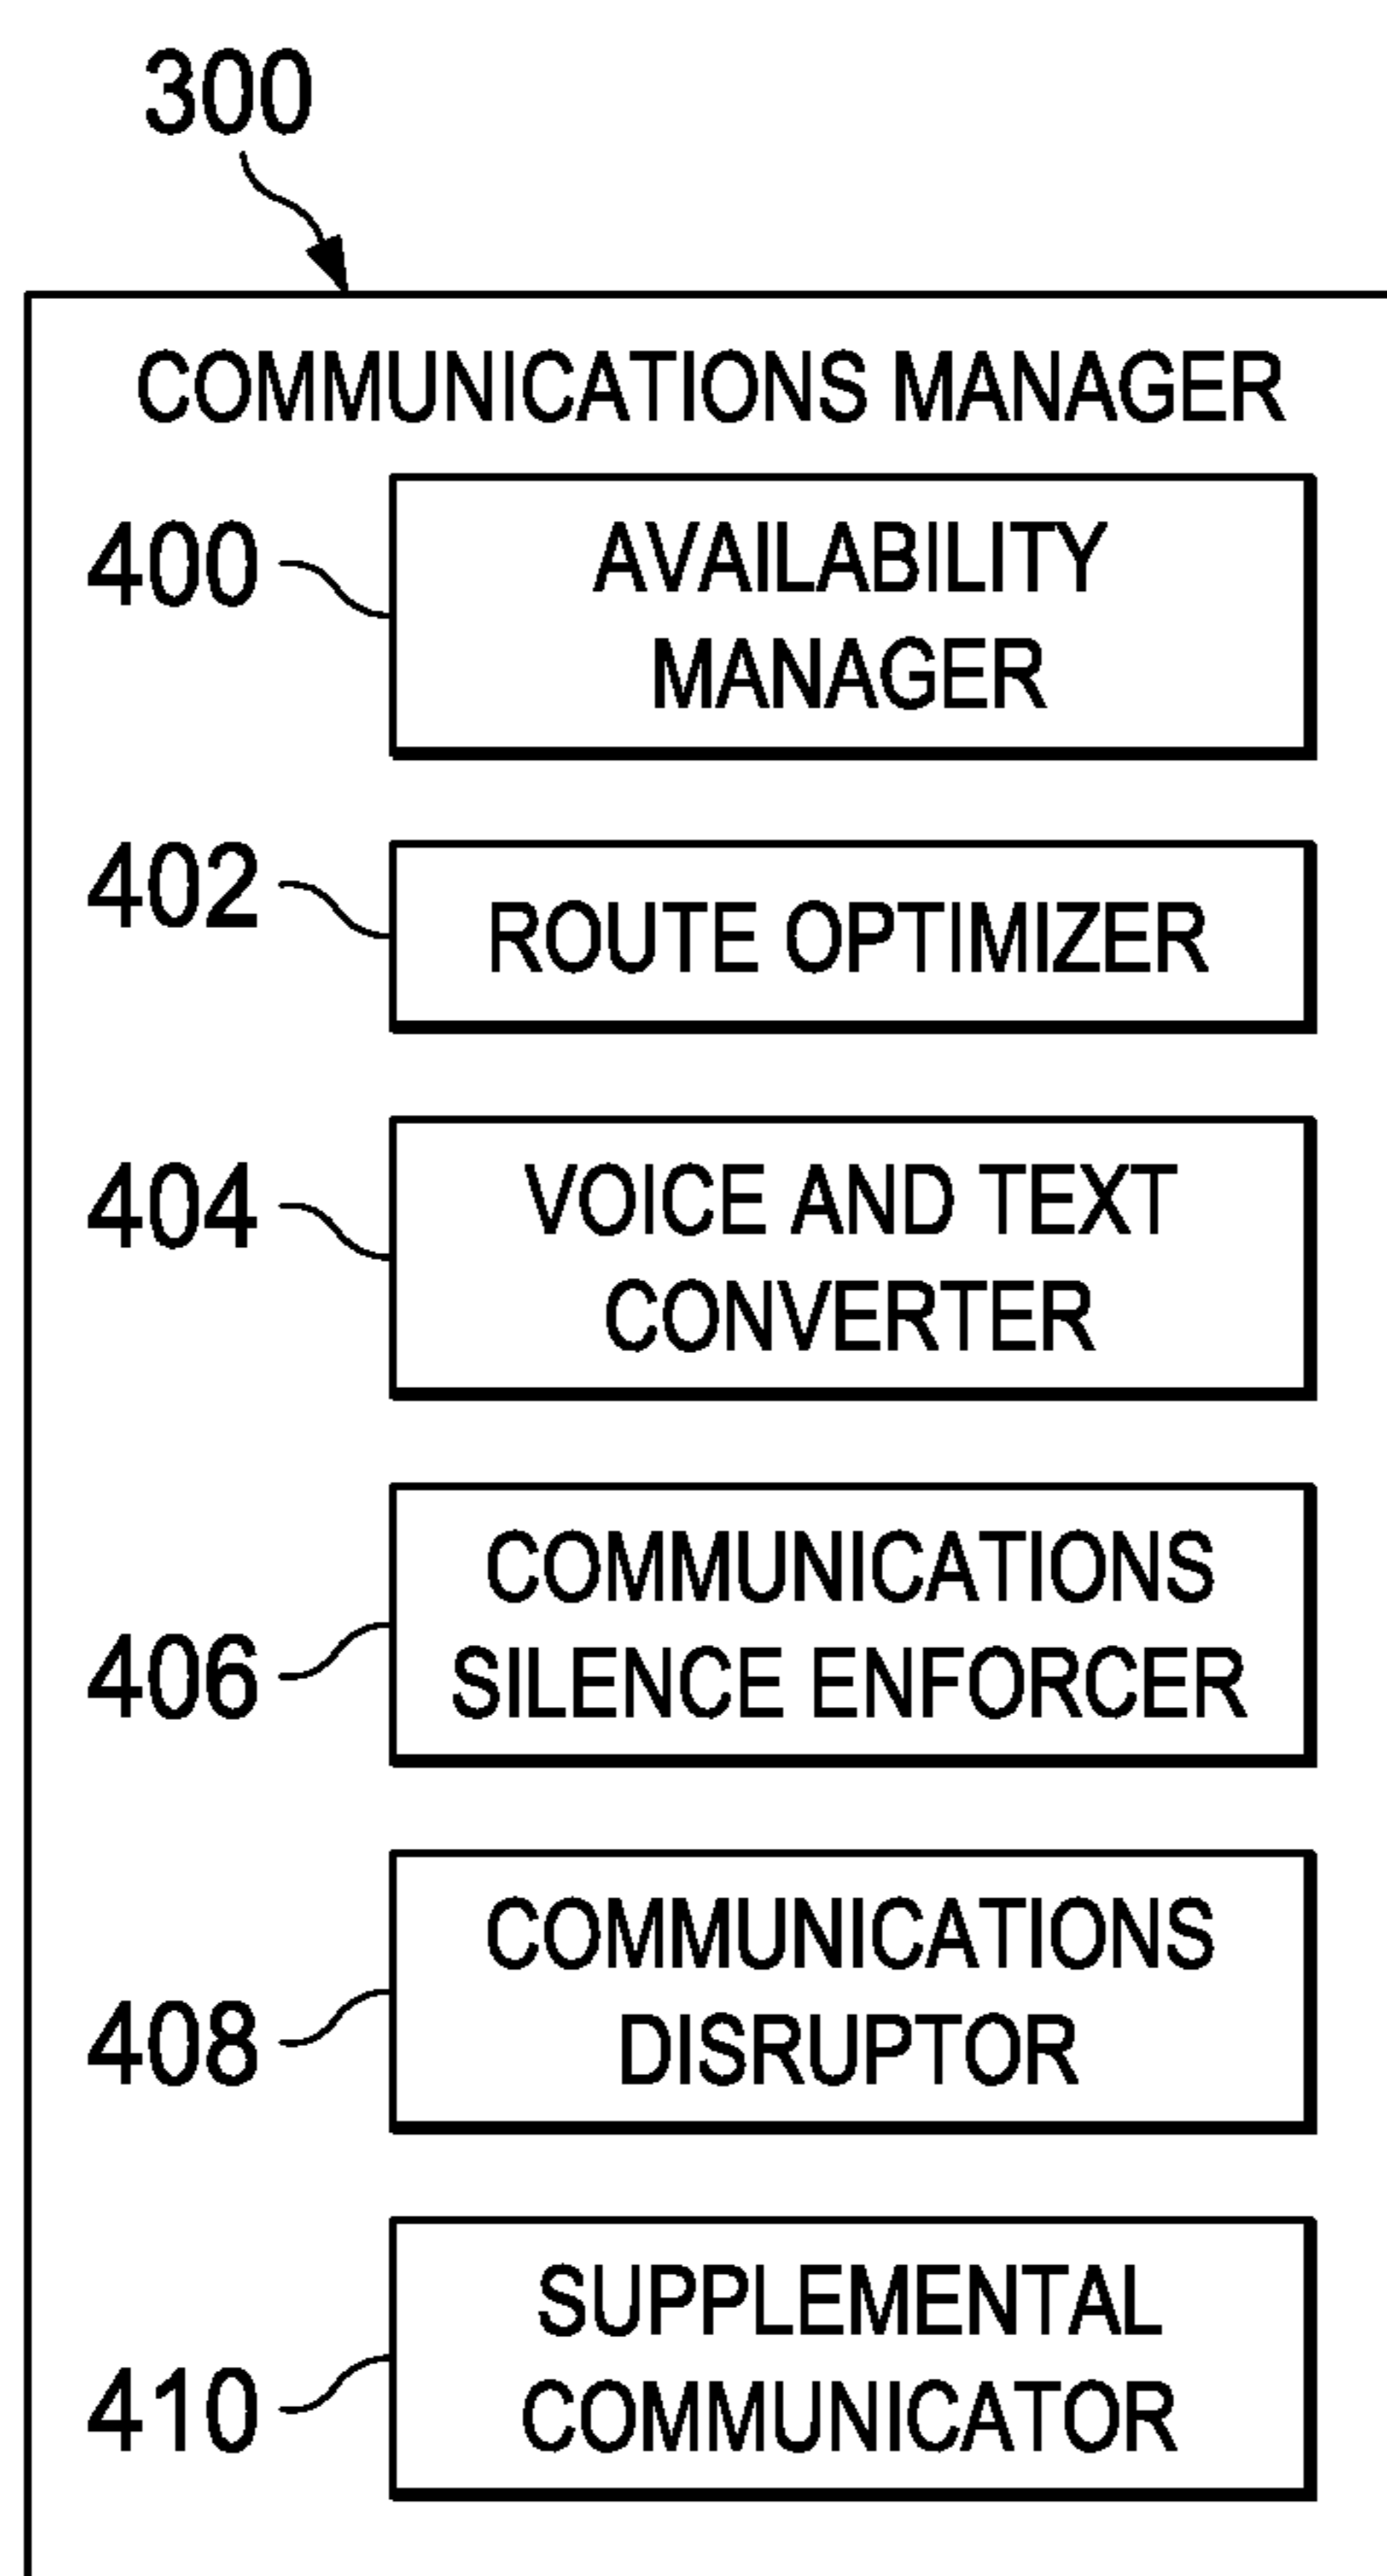 300
COMMUNICATIONS MANAGER
400
AVAILABILITY
MANAGER
402
ROUTE OPTIMIZER
404
VOICE AND TEXT
CONVERTER
406
COMMUNICATIONS
SILENCE ENFORCER
408
COMMUNICATIONS
DISRUPTOR
410
SUPPLEMENTAL
COMMUNICATOR